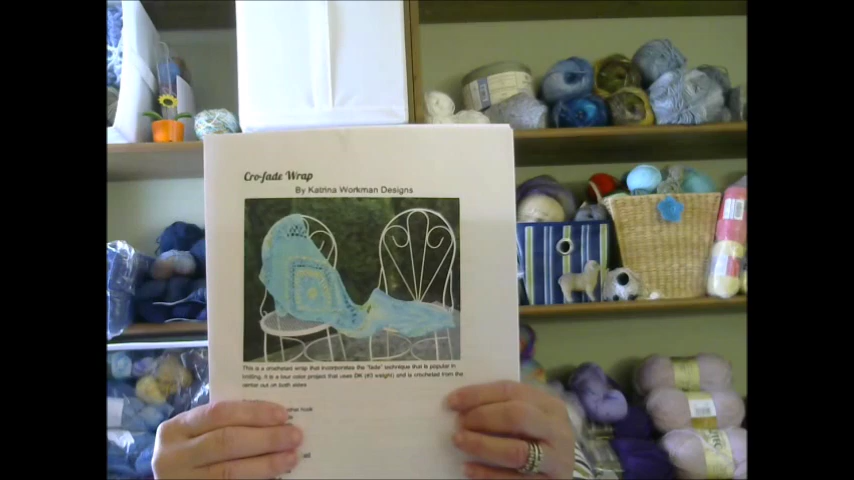 Cro-fade Wrap
By Katrina Workman Designs
This is a crocheted wrap that incorporates the "fade" technique that is popular in
knitting. It is a four color project that uses DK (#3 weight) and is crocheted from the
center out on both sides
hook